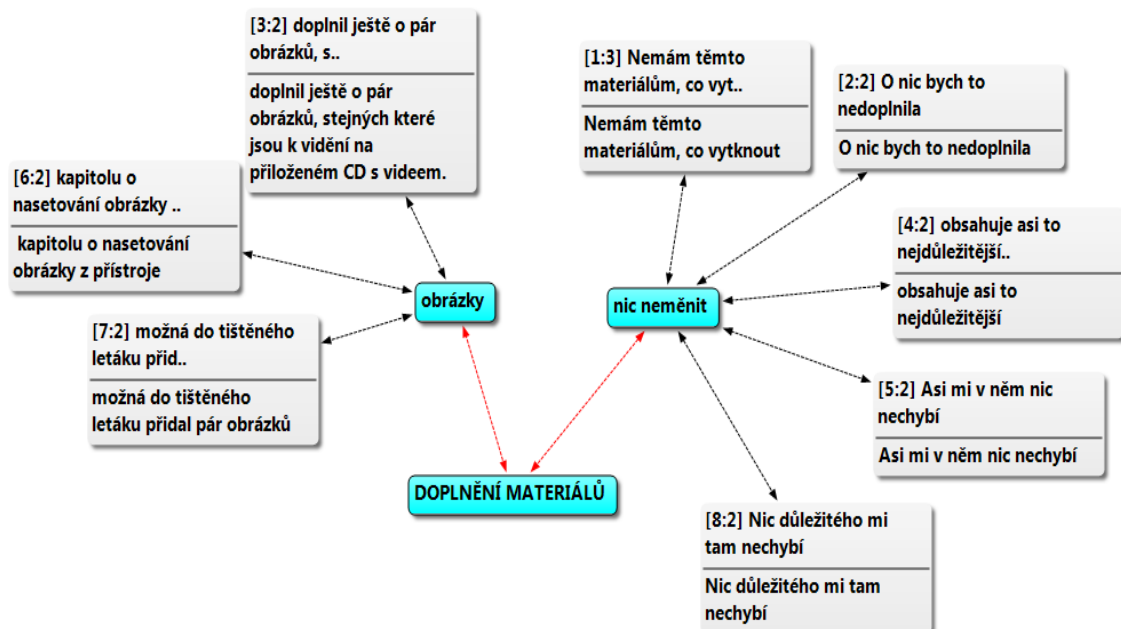 [3:2] doplnil ještě o pár
obrázků, s..
doplnil ještě o pár
obrázků, stejných které
jsou k vidění na
přiloženém CD s videem.
[1:3] Nemám těmto
materiálům, co vyt..
Nemám těmto
materiálům, co vytknout
[2:2] O nic bych to
nedoplnila
O nic bych to nedoplnila
[6:2] kapitolu o
nasetování obrázky ..
kapitolu o nasetování
obrázky z přístroje
[4:2] obsahuje asi to
nejdůležitější..
obsahuje asi to
nejdůležitější
obrázky
nic neměnit
[7:2] možná do tištěného
letáku přid..
možná do tištěného
letáku přidal pár obrázků
[5:2] Asi mi v něm nic
nechybí
Asi mi v něm nic nechybí
DOPLNĚNÍ MATERIÁLŮ
[8:2] Nic důležitého mi
tam nechybí
Nic důležitého mi tam
nechybí